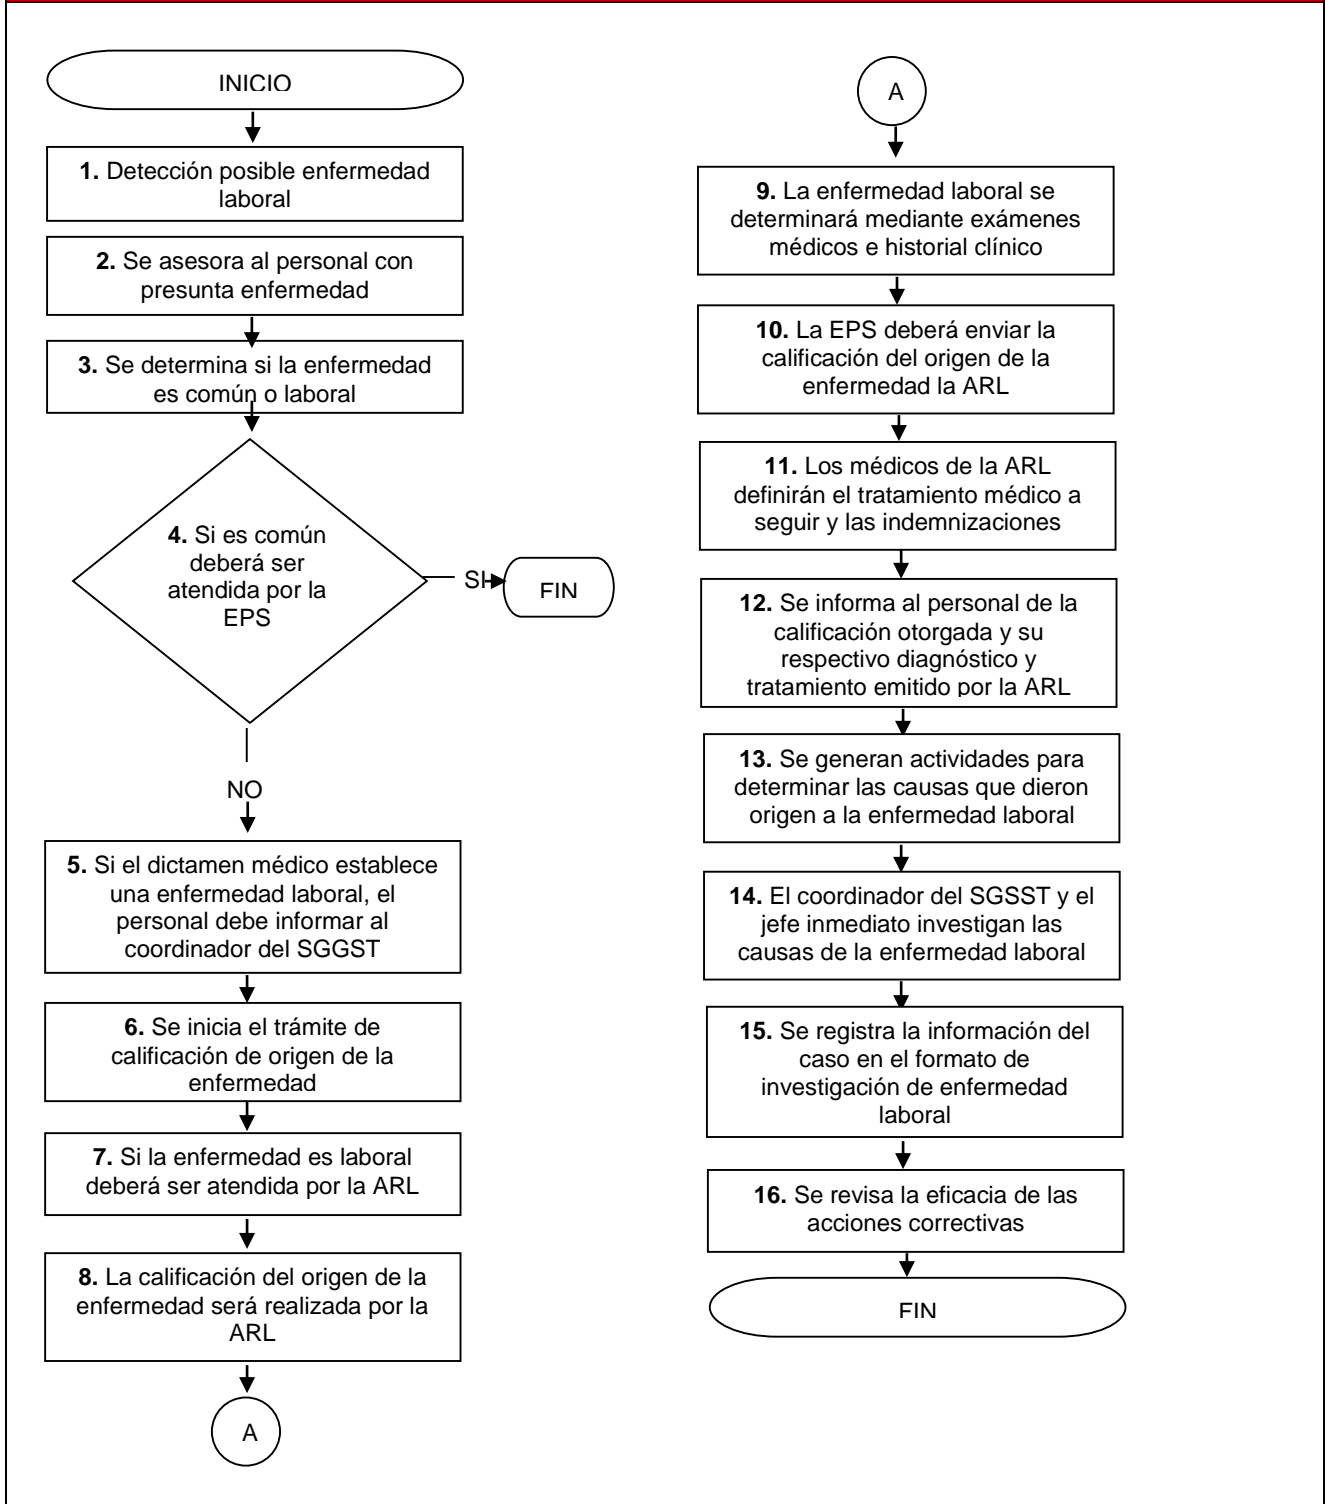 INICIO
1. Detección posible enfermedad
laboral
2. Se asesora al personal con
presunta enfermedad
3. Se determina si la enfermedad
es común o laboral
4. Si es común
deberá ser
atendida por la
EPS
SI
FIN
NO
5. Si el dictamen médico establece
una enfermedad laboral, el
personal debe informar al
coordinador del SGGST
6. Se inicia el trámite de
calificación de origen de la
enfermedad
7. Si la enfermedad es laboral
deberá ser atendida por la ARL
8. La calificación del origen de la
enfermedad será realizada por la
ARL
A
A
9. La enfermedad laboral se
determinará mediante exámenes
médicos e historial clínico
10. La EPS deberá enviar la
calificación del origen de la
enfermedad la ARL
11. Los médicos de la ARL
definirán el tratamiento médico a
seguir y las indemnizaciones
12. Se informa al personal de la
calificación otorgada y su
respectivo diagnóstico y
tratamiento emitido por la ARL
13. Se generan actividades para
determinar las causas que dieron
origen a la enfermedad laboral
14. El coordinador del SGSST y el
jefe inmediato investigan las
causas de la enfermedad laboral
15. Se registra la información del
caso en el formato de
investigación de enfermedad
laboral
16. Se revisa la eficacia de las
acciones correctivas
FIN